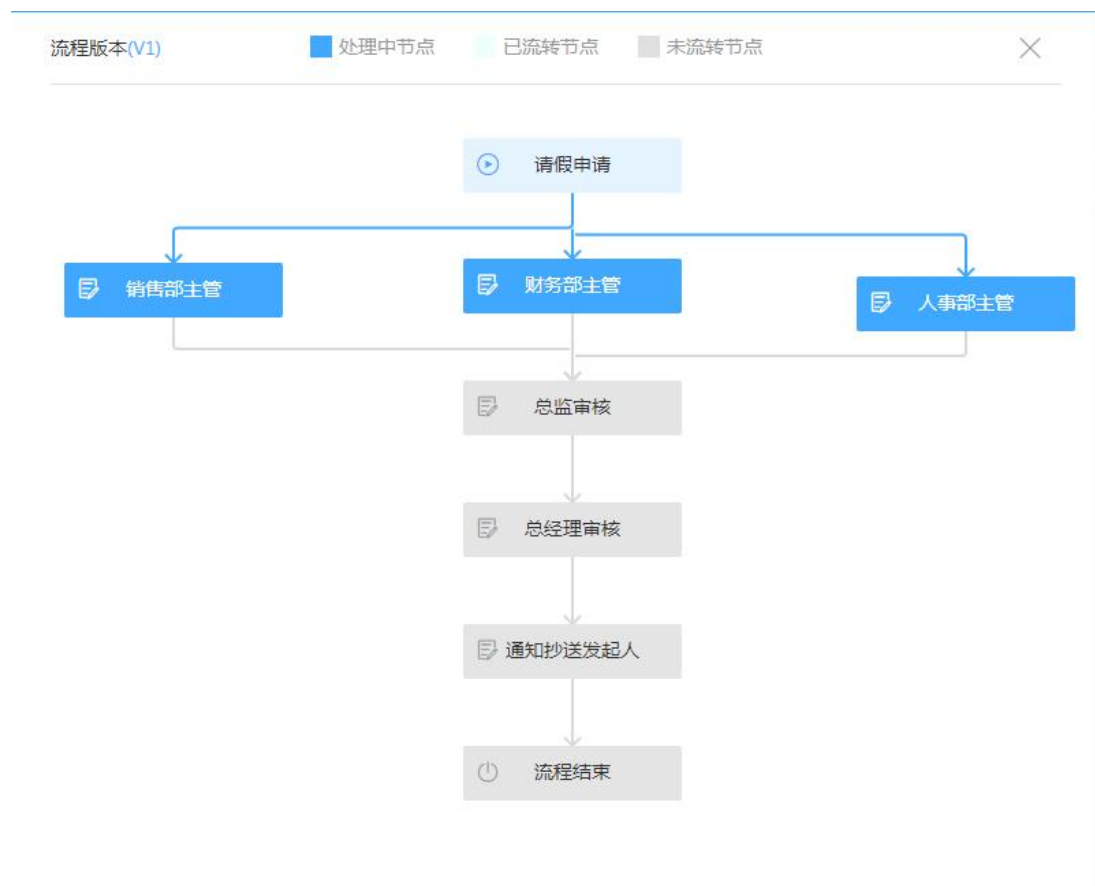 流程版本(V1) 处理中节点 已流转节点 未流转节点
请假申请
销售部主管 财务部主管 人事部主管
总监审核
总经理审核
通知抄送发起人
流程结束